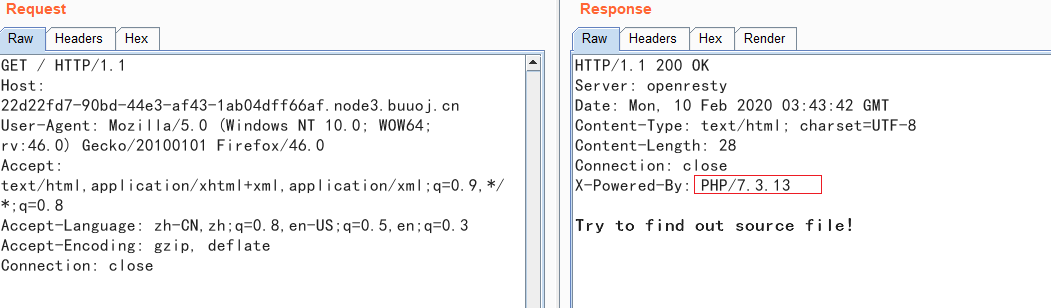 Request
Raw
Headers
Hex
GET / HTTP/1.1
Host:
22d22fd7-90bd-44e3-af43-1ab04dff66af.node3.buuoj.cn
User-Agent: Mozilla/5.0 (Windows NT 10.0; WOW64;
rv:46.0) Gecko/20100101 Firefox/46.0
Accept:
text/html,application/xhtml+xml,application/xml;q=0.9,*/
*;q=0.8
Accept-Language: zh-CN,zh;q=0.8,en-US;q=0.5,en;q=0.3
Accept-Encoding: gzip, deflate
Connection: close
Response
Raw
Headers
Hex
Render
HTTP/1.1 200 OK
Server: openresty
Date: Mon, 10 Feb 2020 03:43:42 GMT
Content-Type: text/html; charset=UTF-8
Content-Length: 28
Connection: close
X-Powered-By: PHP/7.3.13
Try to find out source file!